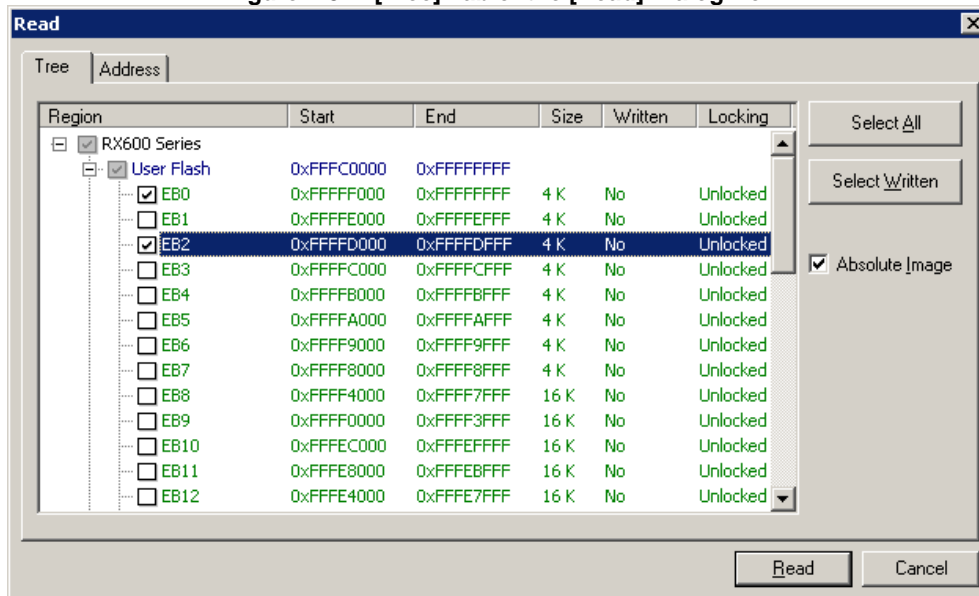 Read
Tree Address
Region Start End Size Written Locking
RX600 Series
User Flash 0xFFFC0000 0xFFFFFFFF
EB0 0xFFFFF000 0xFFFFFFFF 4 K No Unlocked
EB1 0xFFFFE000 0xFFFFEFFF 4 K No Unlocked
EB2 0xFFFFD000 0xFFFFDFFF 4 K No Unlocked
EB3 0xFFFFC000 0xFFFFCFFF 4 K No Unlocked
EB4 0xFFFFB000 0xFFFFBFFF 4 K No Unlocked
EB5 0xFFFFA000 0xFFFFAFFF 4 K No Unlocked
EB6 0xFFFF9000 0xFFFF9FFF 4 K No Unlocked
EB7 0xFFFF8000 0xFFFF8FFF 4 K No Unlocked
EB8 0xFFFF4000 0xFFFF7FFF 16 K No Unlocked
EB9 0xFFFF0000 0xFFFF3FFF 16 K No Unlocked
EB10 0xFFFEC000 0xFFFEFFFF 16 K No Unlocked
EB11 0xFFFE8000 0xFFFEBFFF 16 K No Unlocked
EB12 0xFFFE4000 0xFFFE7FFF 16 K No Unlocked
Select All
Select Written
Absolute Image
Read Cancel